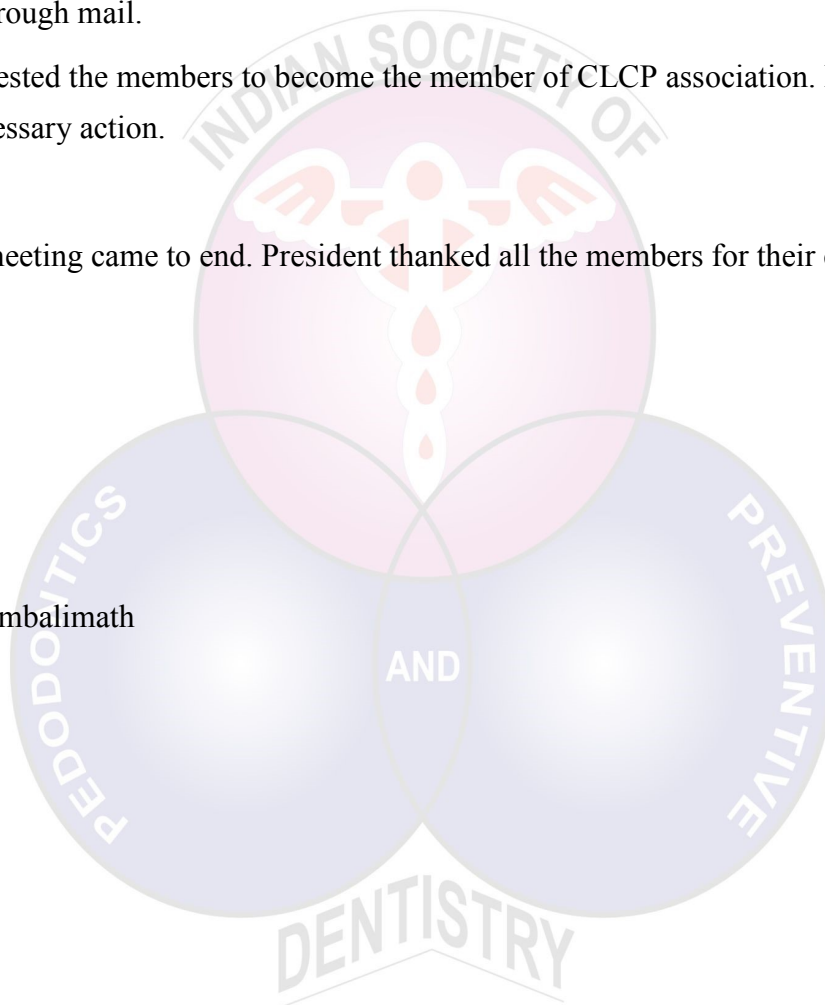 rough mail.
ested the members to become the member of CLCP association.
essary action.
neeting came to end. President thanked all the members for their
mbalimath
INDIAN SOCIETY OF
PEDODONTICS
AND
PREVENTIVE
DENTISTRY